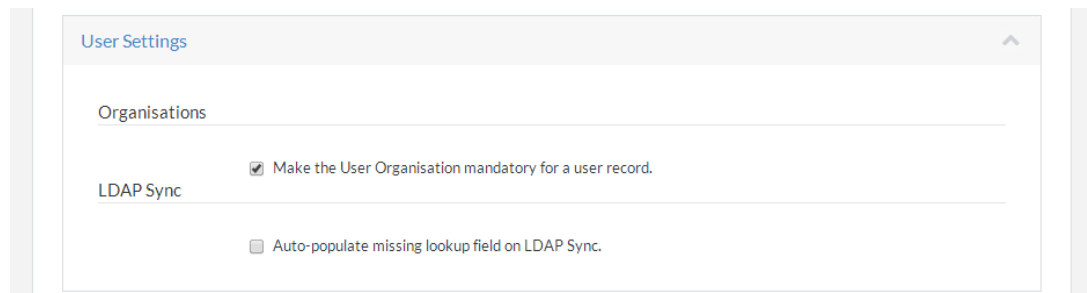 User Settings
Organisations
Make the User Organisation mandatory for a user record.
LDAP Sync
Auto-populate missing lookup field on LDAP Sync.